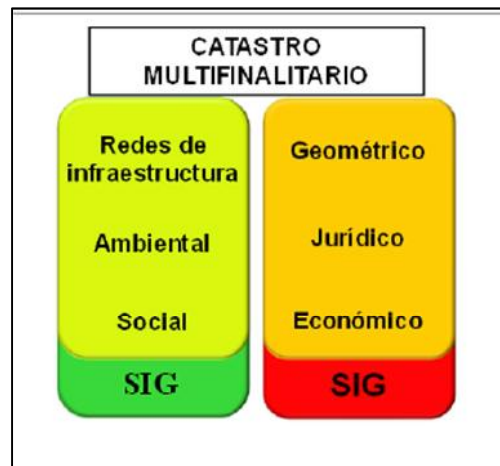 CATASTRO
MULTIFINALITARIO
Redes de
infraestructura
Ambiental
Social
SIG
Geométrico
Jurídico
Económico
SIG